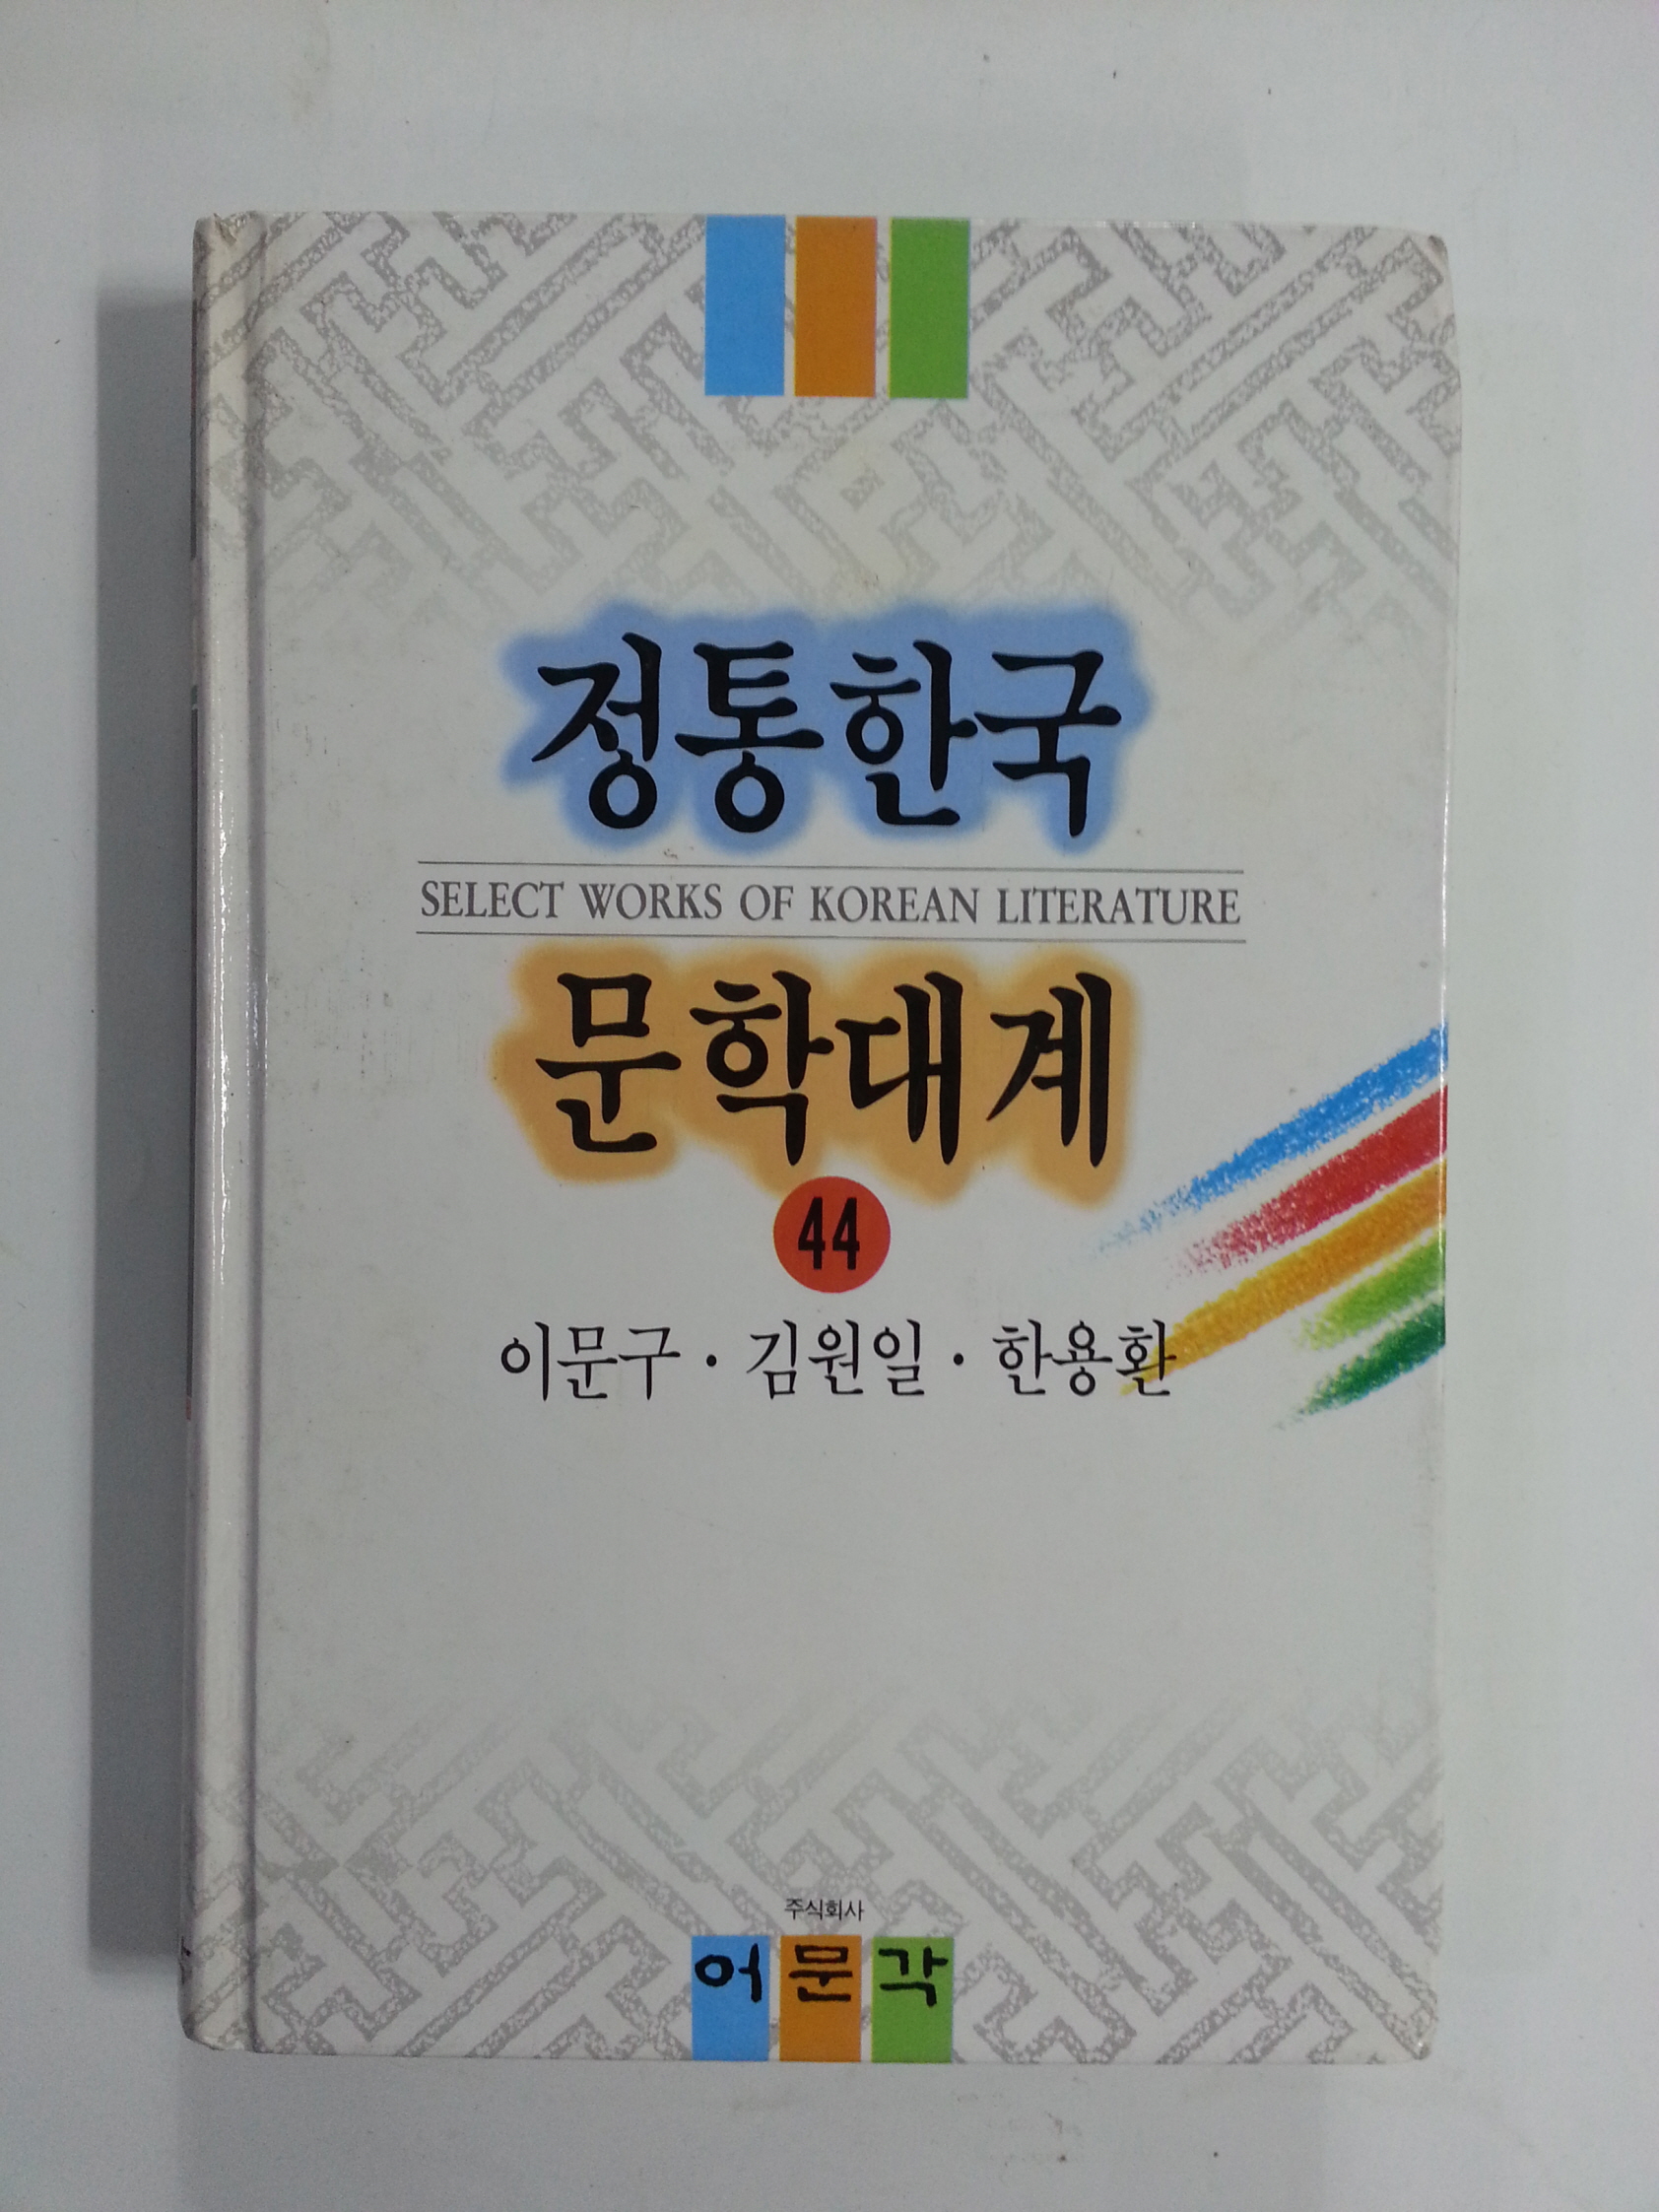 정통한국
SELECT WORKS OF KOREAN LITERATURE
문학대계
44
이문구 · 김원일 · 한용환
주식회사
어문각